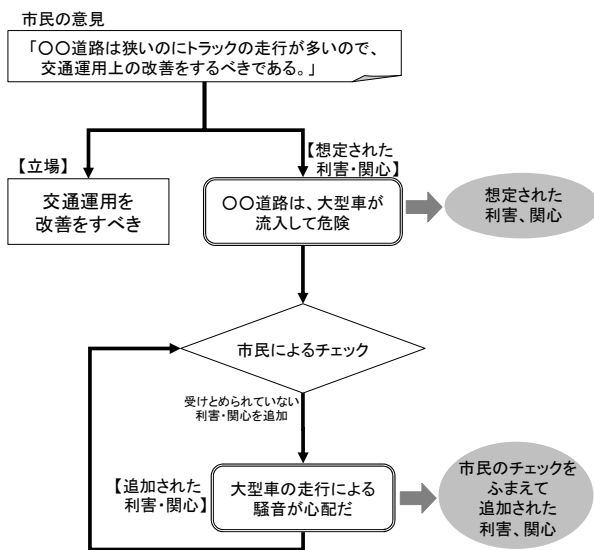 市民の意見
「〇〇道路は狭いのにトラックの走行が多いので、
交通運用上の改善をするべきである。」
【立場】
交通運用を
改善をすべき
【想定された
利害・関心】
〇〇道路は、大型車が
流入して危険
想定された
利害、関心
市民によるチェック
受けとめられていない
利害・関心を追加
【追加された
利害・関心】
大型車の走行による
騒音が心配だ
市民のチェックを
ふまえて
追加された
利害、関心